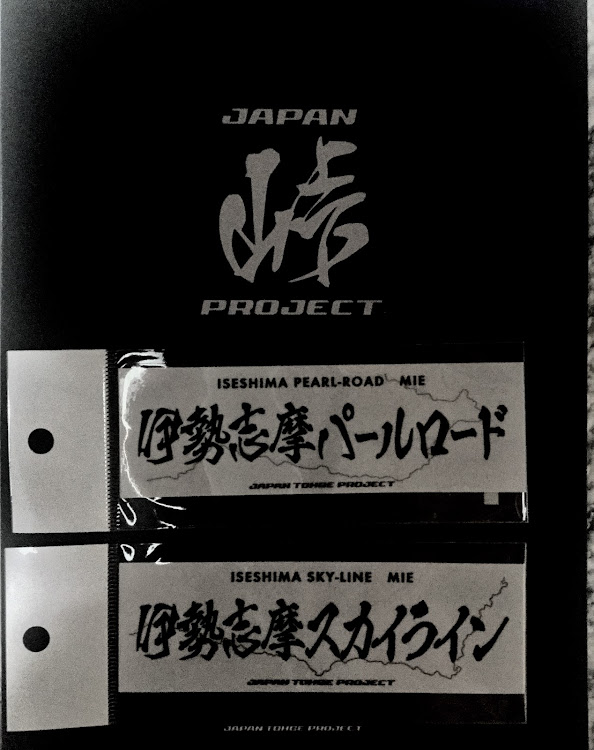 JAPAN
峠
PROJECT
ISESHIMA PEARL-ROAD MIE
伊勢志摩パールロード
JAPAN TOHGE PROJECT
ISESHIMA SKY-LINE MIE
伊勢志摩スカイライン
JAPAN TOHGE PROJECT
JAPAN TOHGE PROJECT